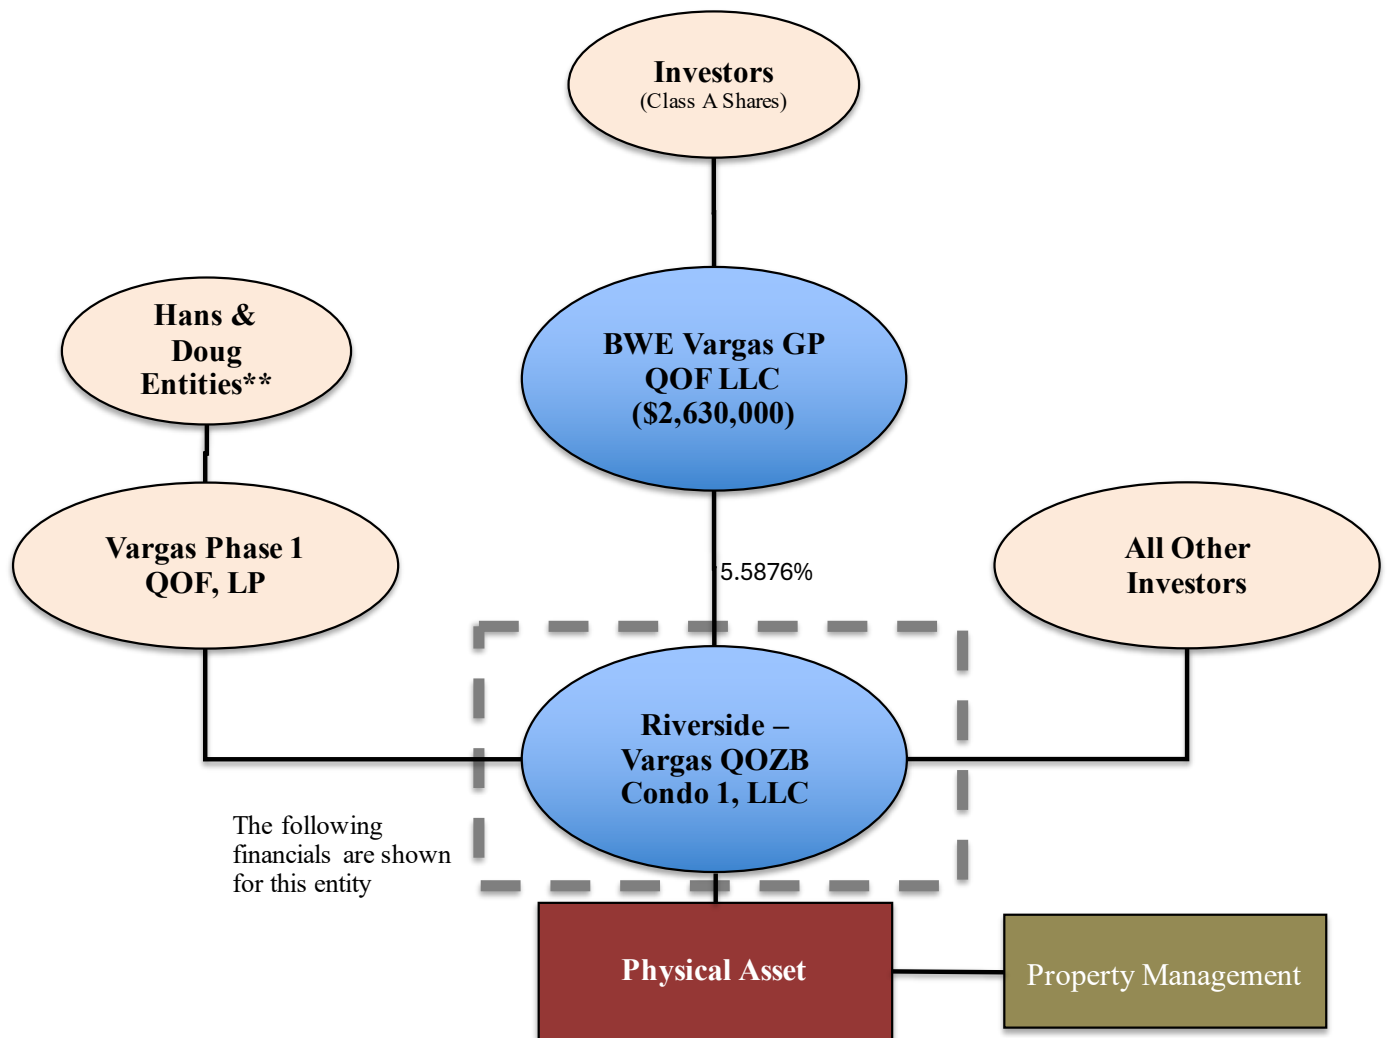 Investors
(Class A Shares)
Hans &
Doug
Entities**
BWE Vargas GP
QOF LLC
($2,630,000)
Vargas Phase 1
QOF, LP
All Other
Investors
5.5876%
Riverside –
Vargas QOZB
Condo 1, LLC
The following
financials are shown
for this entity
Physical Asset
Property Management